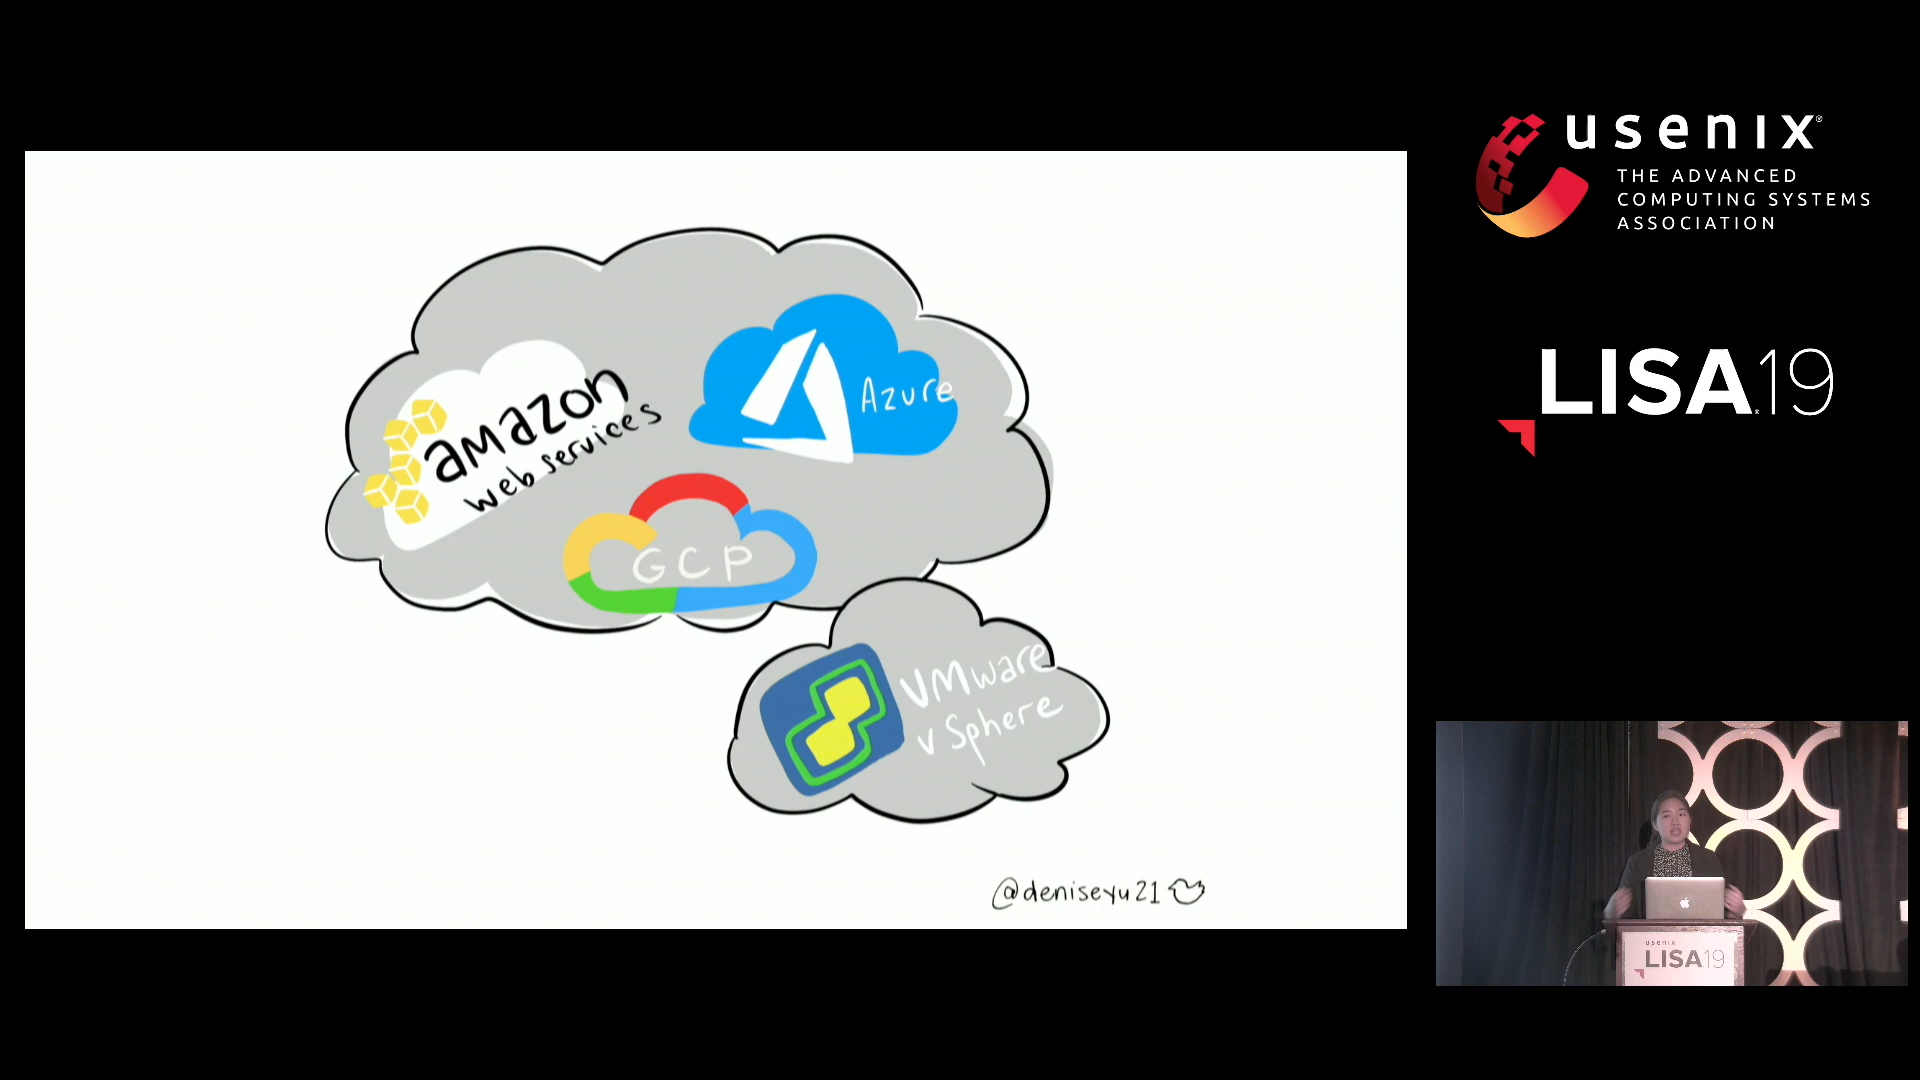 amazon
web services
Azure
GCP
VMware
vSphere
@deniseyu21
usenix®
THE ADVANCED
COMPUTING SYSTEMS
ASSOCIATION
LISA19
usenix
LISA19